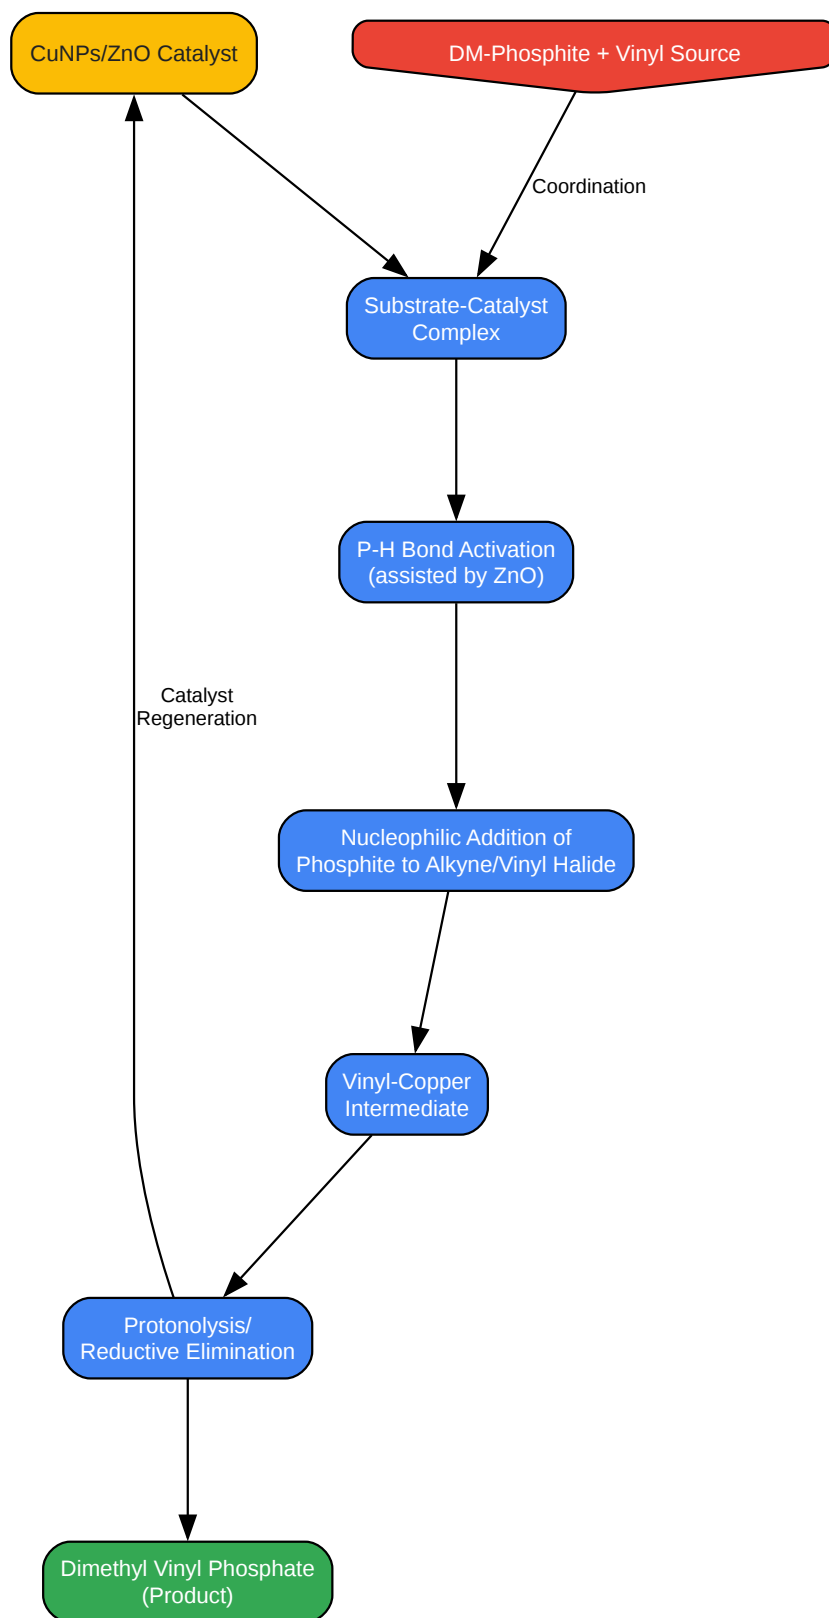 CuNPs/ZnO Catalyst
DM-Phosphite + Vinyl Source
Coordination
Substrate-Catalyst
Complex
P-H Bond Activation
(assisted by ZnO)
Catalyst
Regeneration
Nucleophilic Addition of
Phosphite to Alkyne/Vinyl Halide
Vinyl-Copper
Intermediate
Protonolysis/
Reductive Elimination
Dimethyl Vinyl Phosphate
(Product)